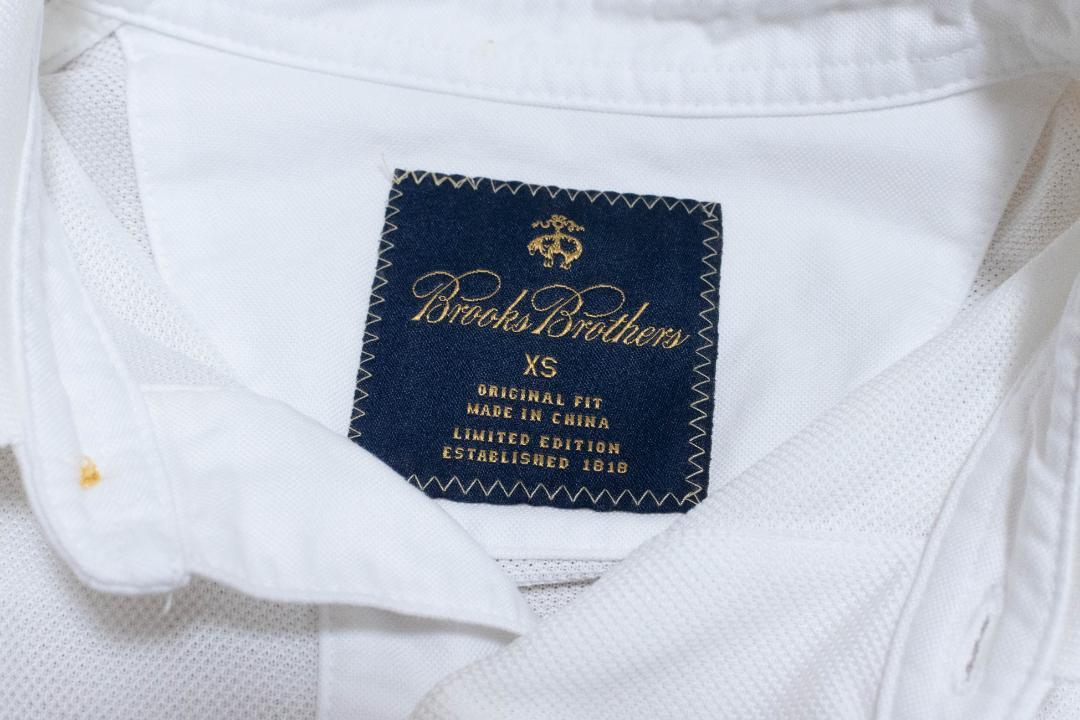 Brooks Brothers
XS
ORIGINAL FIT
MADE IN CHINA
LIMITED EDITION
ESTABLISHED 1818